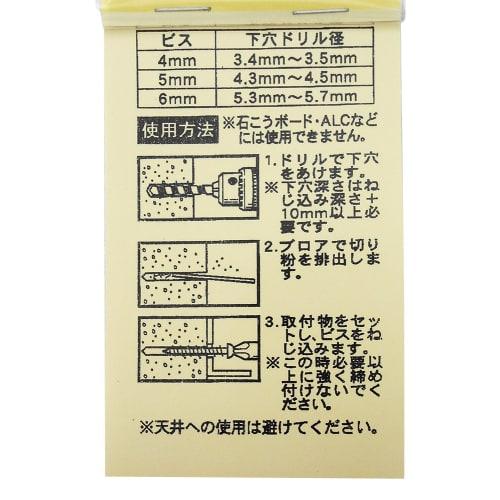 ビス 下穴ドリル径
4mm 3.4mm〜3.5mm
5mm 4.3mm〜4.5mm
6mm 5.3mm〜5.7mm
使用方法 ※石こうボード・ALCなど
には使用できません。
1.ドリルで下穴
をあけます。
※下穴深さはね
じ込み深さ＋
10mm以上必
要です。
2.ブロアで切り
粉を排出しま
す。
3.取付物をセッ
トし、ビスをね
じ込みます。
※この時必要以
上に強く締め
付けないでく
ださい。
※天井への使用は避けてください。